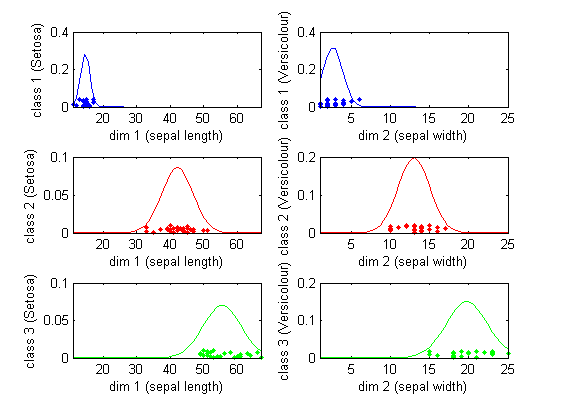 class 1 (Setosa)
0.4
0.2
0
20 30 40 50 60
dim 1 (sepal length)
class 1 (Versicolour)
0.4
0.2
0
5 10 15 20 25
dim 2 (sepal width)
class 2 (Setosa)
0.1
0.05
0
20 30 40 50 60
dim 1 (sepal length)
class 2 (Versicolour)
0.2
0.1
0
5 10 15 20 25
dim 2 (sepal width)
class 3 (Setosa)
0.1
0.05
0
20 30 40 50 60
dim 1 (sepal length)
class 3 (Versicolour)
0.2
0.1
0
5 10 15 20 25
dim 2 (sepal width)